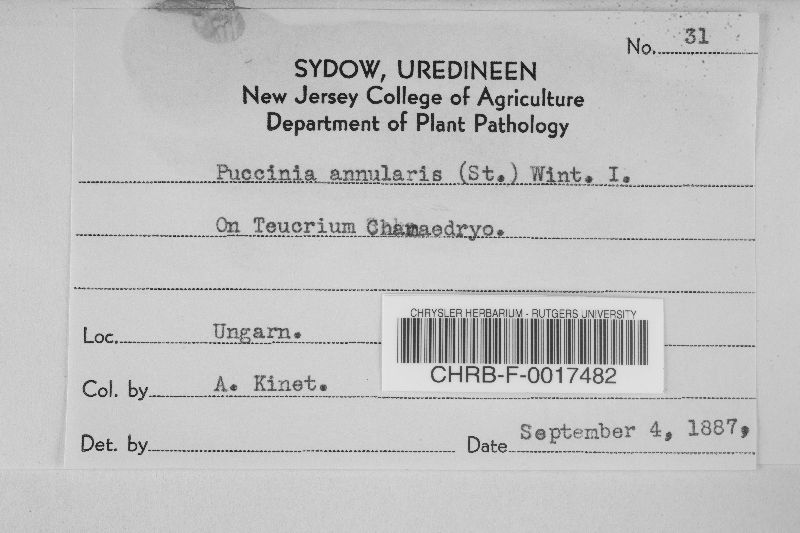 No. 31
SYDOW, UREDINEEN
New Jersey College of Agriculture
Department of Plant Pathology
Puccinia annularis (St.) Wint. I.
On Teucrium Chamaedryo.
Loc. Ungarn.
CHRYSLER HERBARIUM - RUTGERS UNIVERSITY
CHRB-F-0017482
Col. by A. Kinet.
Det. by
Date September 4, 1887,